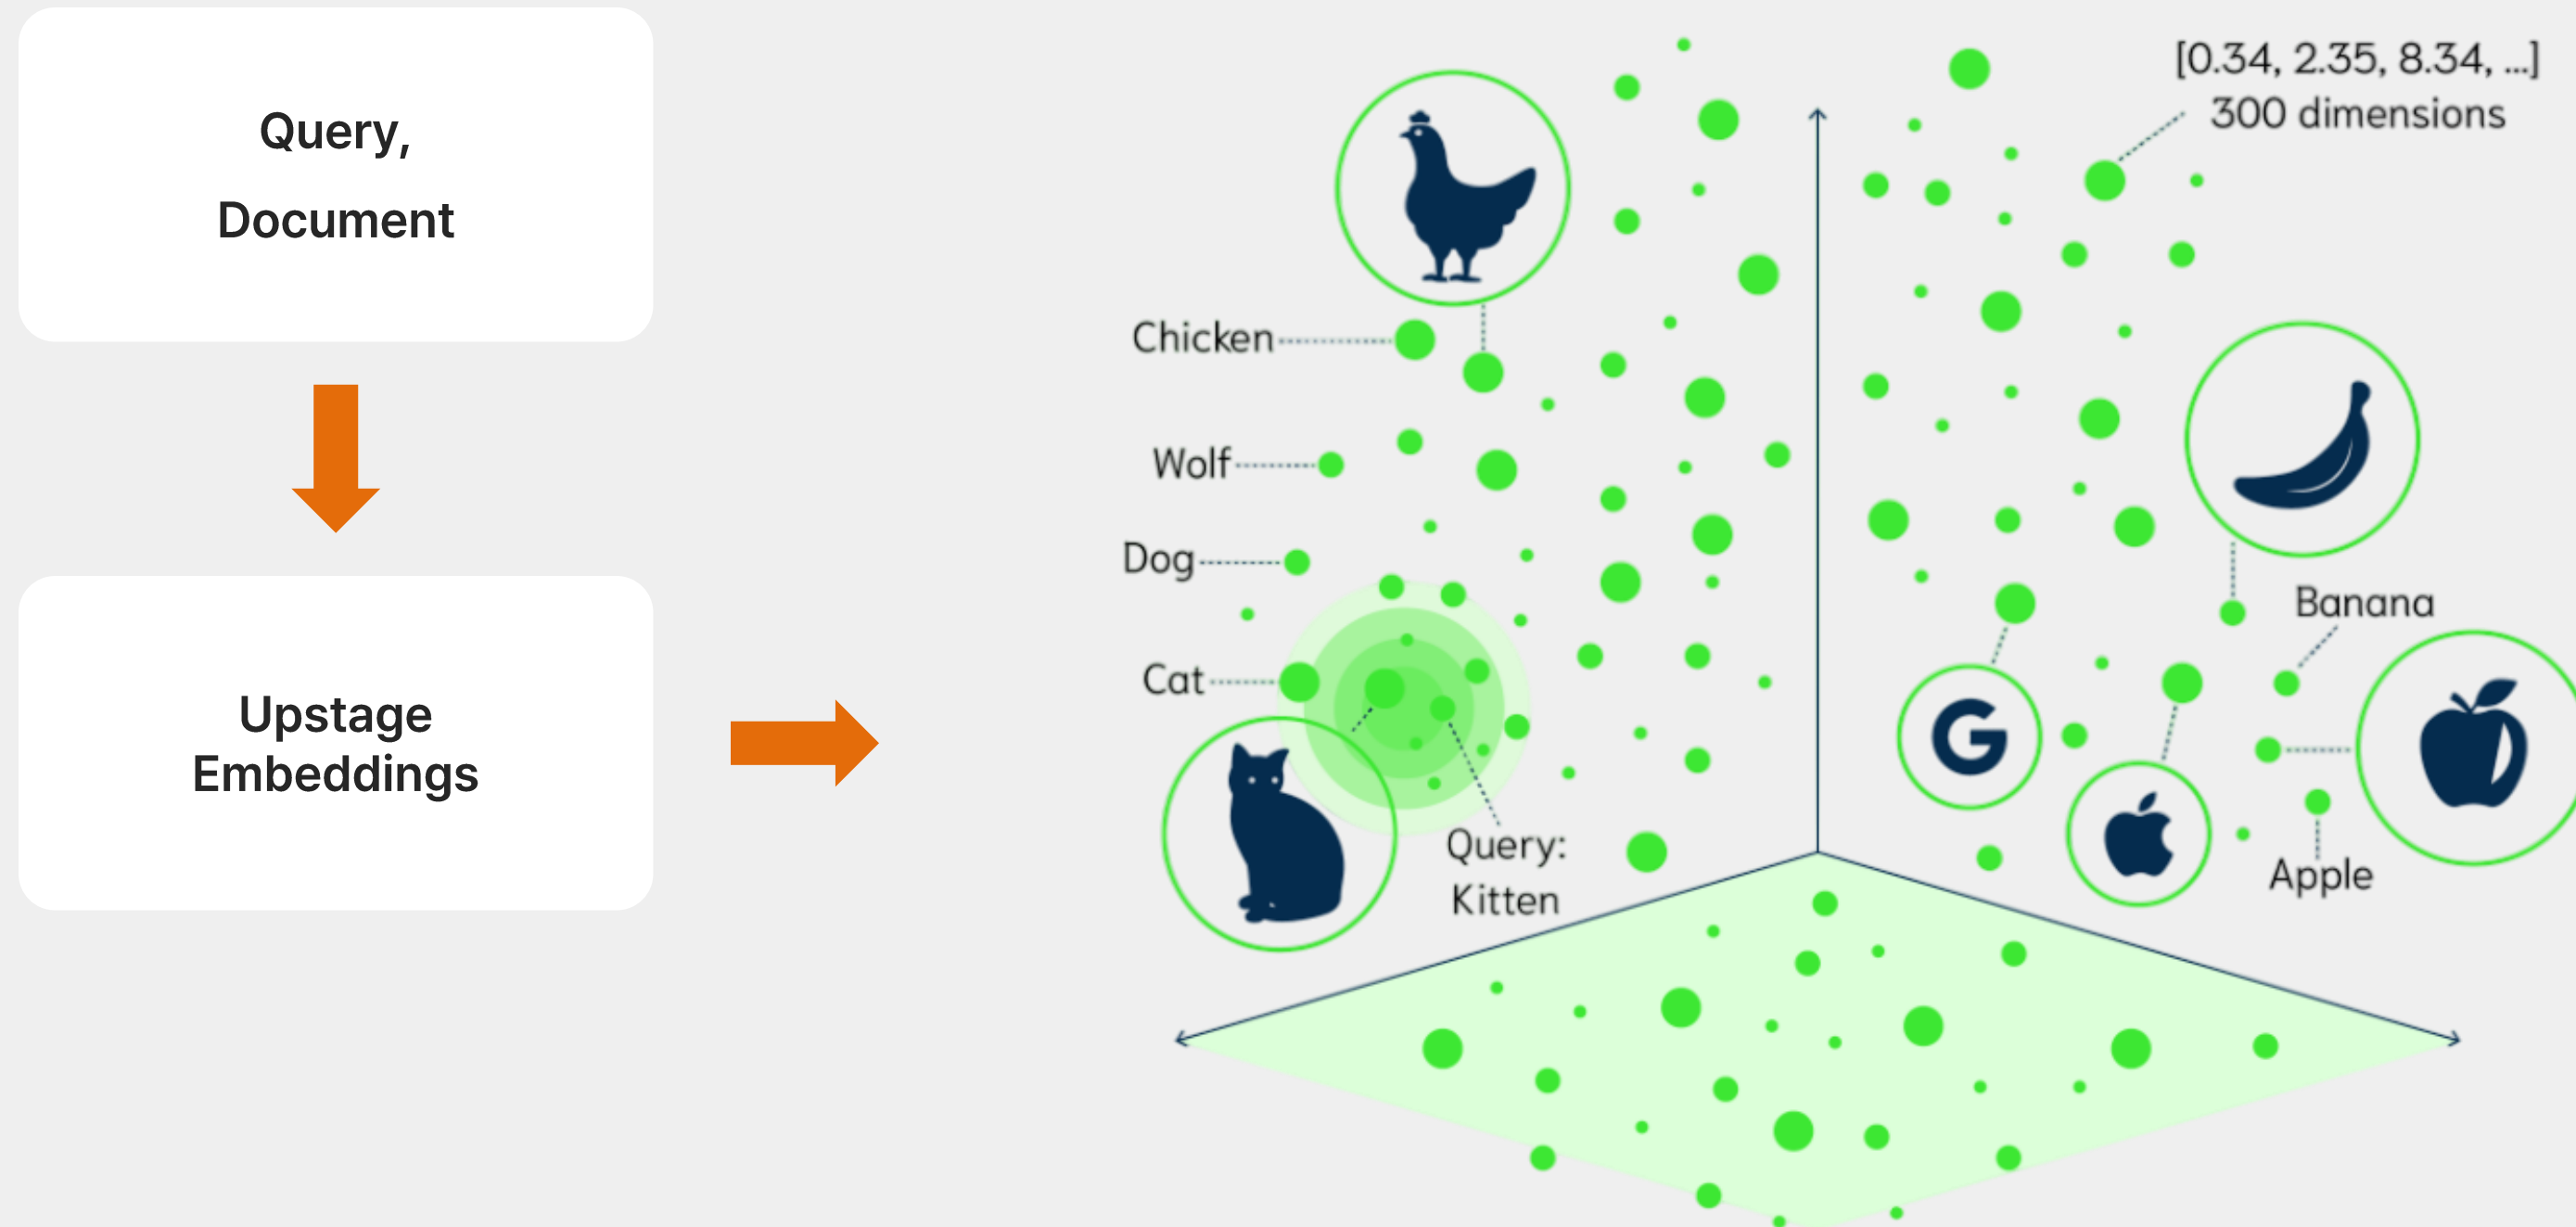 Query,
Document
Upstage
Embeddings
[0.34, 2.35, 8.34, ...]
300 dimensions
Chicken
Wolf
Dog
Cat
Query:
Kitten
Banana
Apple
G